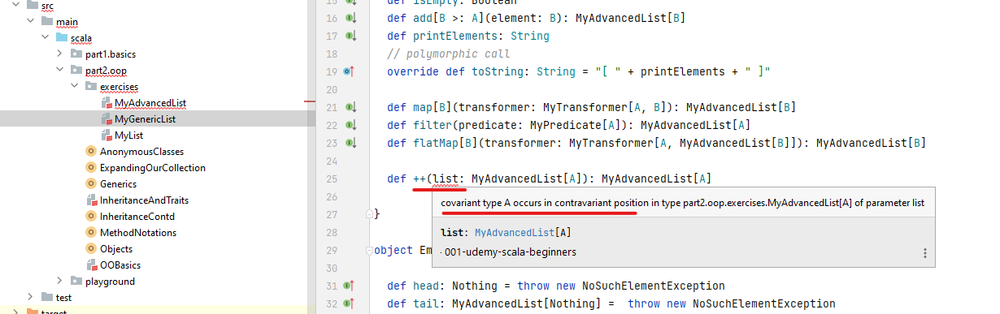 src
main
scala
part1.basics
part2.oop
exercises
MyAdvancedList
MyGenericList
MyList
AnonymousClasses
ExpandingOurCollection
Generics
InheritanceAndTraits
InheritanceContd
MethodNotations
Objects
OOBasics
playground
test
target
15 def isEmpty: Boolean
16 def add[B >: A](element: B): MyAdvancedList[B]
17 def printElements: String
18 // polymorphic call
19 override def toString: String = "[ " + printElements + " ]"
20
21 def map[B](transformer: MyTransformer[A, B]): MyAdvancedList[B]
22 def filter(predicate: MyPredicate[A]): MyAdvancedList[A]
23 def flatMap[B](transformer: MyTransformer[A, MyAdvancedList[B]]): MyAdvancedList[B]
24
25 def ++(list: MyAdvancedList[A]): MyAdvancedList[A]
26
covariant type A occurs in contravariant position in type part2.oop.exercises.MyAdvancedList[A] of parameter list
27 }
list: MyAdvancedList[A]
28
001-udemy-scala-beginners
29 object Em
30
31 def head: Nothing = throw new NoSuchElementException
32 def tail: MyAdvancedList[Nothing] = throw new NoSuchElementException